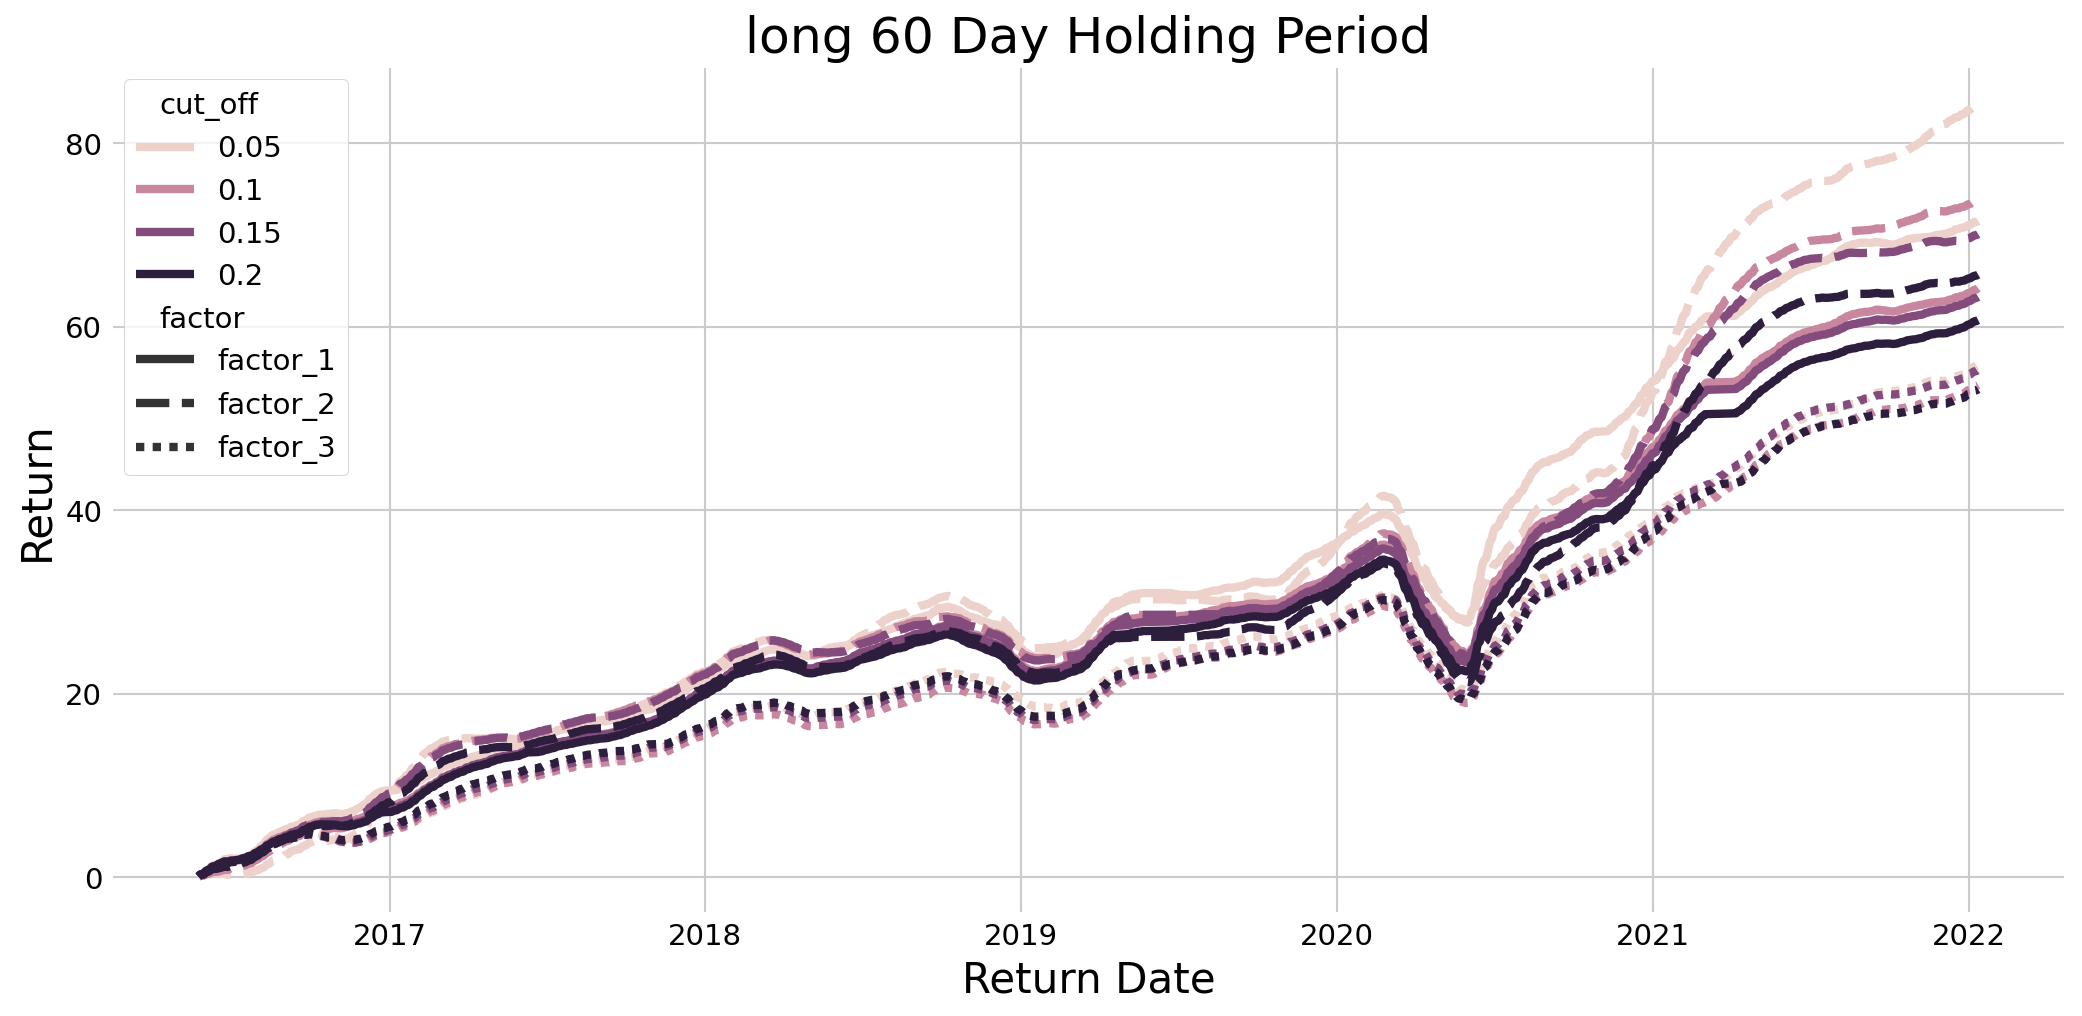 long 60 Day Holding Period
cut_off
0.05
0.1
0.15
0.2
factor
factor_1
factor_2
factor_3
80
60
40
20
0
Return
2017
2018
2019
2020
2021
2022
Return Date